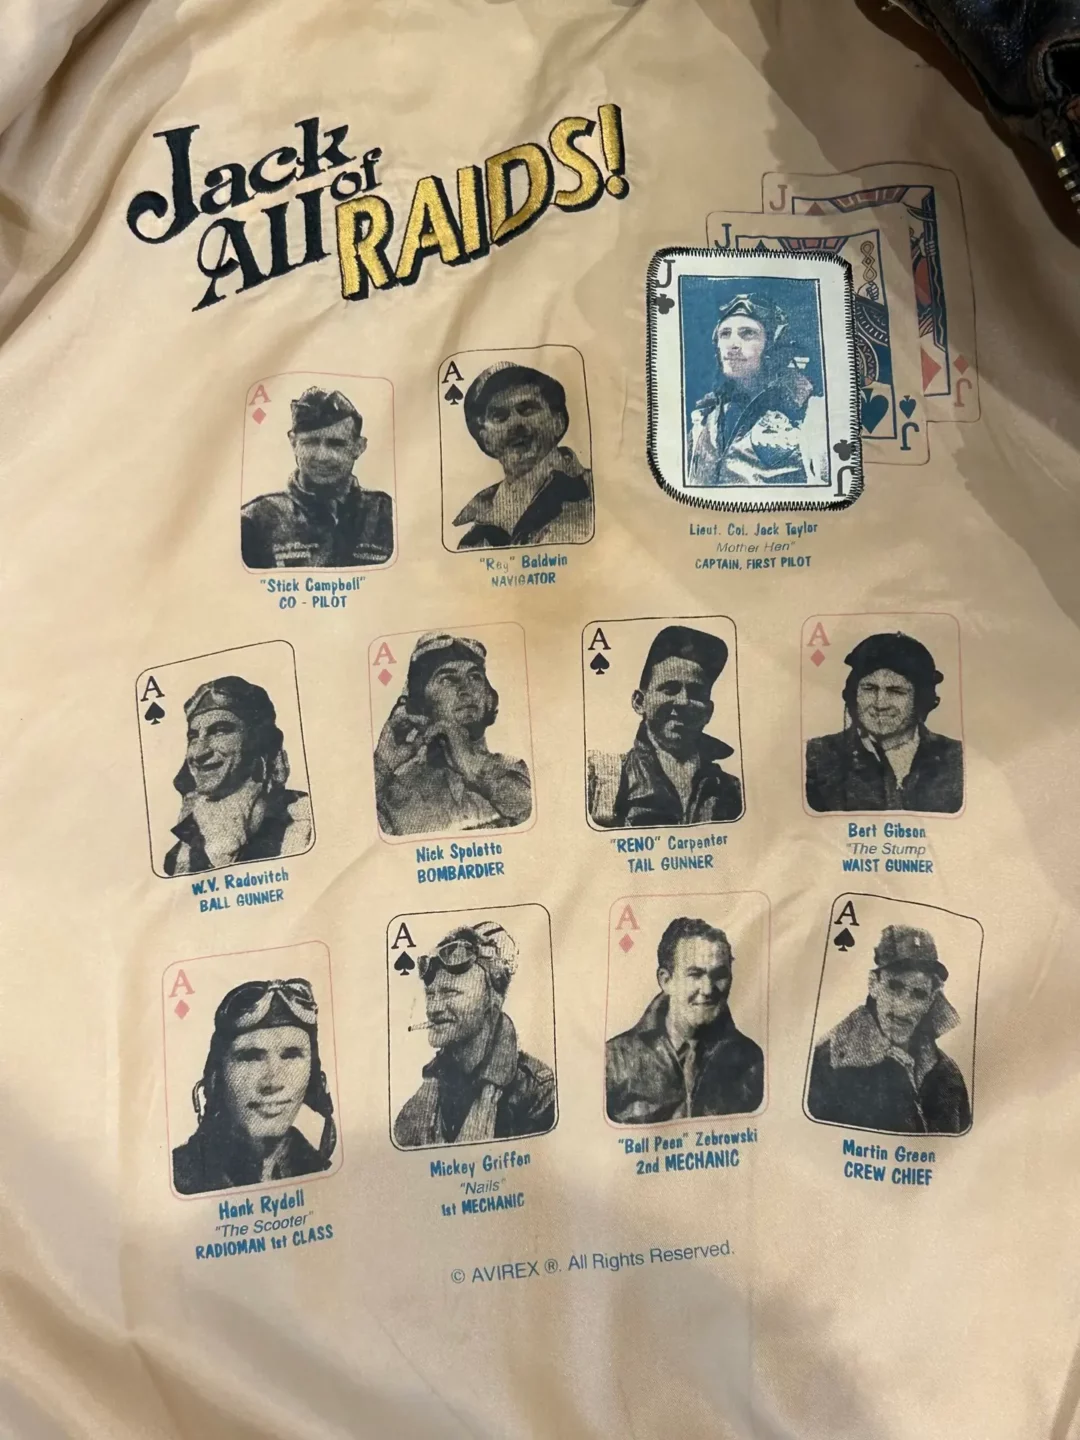 Jack of
All RAIDS!
J
J
J
J
J
J
A
A
Lieut. Col. Jack Taylor
"Mother Hen"
CAPTAIN, FIRST PILOT
"Stick Campbell"
CO - PILOT
"Reg" Baldwin
NAVIGATOR
A
A
A
A
W.V. Radovitch
BALL GUNNER
Nick Spoletto
BOMBARDIER
"RENO" Carpenter
TAIL GUNNER
Bert Gibson
"The Stump
WAIST GUNNER
A
A
A
A
Hank Rydell
"The Scooter"
RADIOMAN 1st CLASS
Mickey Griffen
"Nails"
1st MECHANIC
"Ball Peen" Zebrowski
2nd MECHANIC
Martin Green
CREW CHIEF
© AVIREX ®. All Rights Reserved.